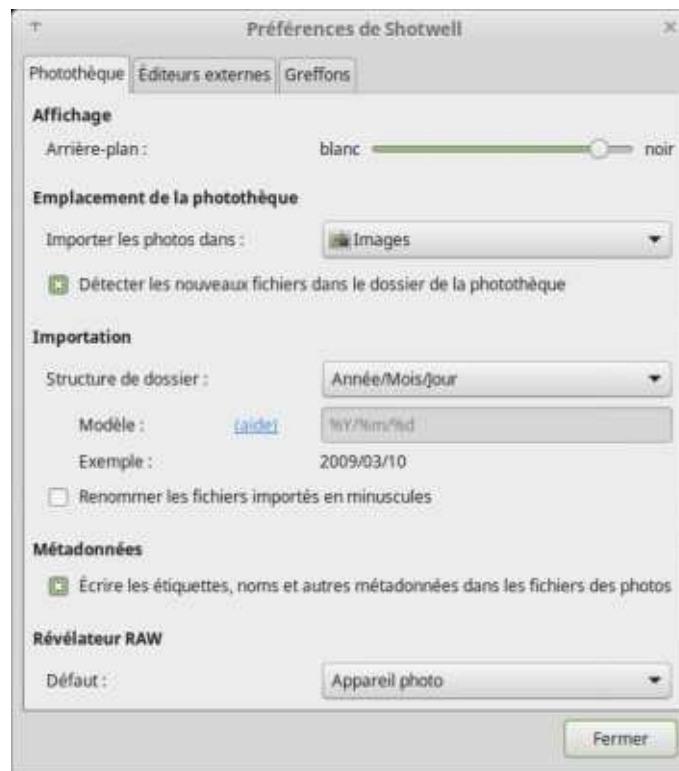 Préférences de Shotwell
Photothèque Éditeurs externes Greffons
Affichage
Arrière-plan : blanc noir
Emplacement de la photothèque
Importer les photos dans : Images
Détecter les nouveaux fichiers dans le dossier de la photothèque
Importation
Structure de dossier : Année/Mois/Jour
Modèle : (aide) %Y/%m/%d
Exemple : 2009/03/10
Renommer les fichiers importés en minuscules
Métadonnées
Écrire les étiquettes, noms et autres métadonnées dans les fichiers des photos
Révélateur RAW
Défaut : Appareil photo
Fermer